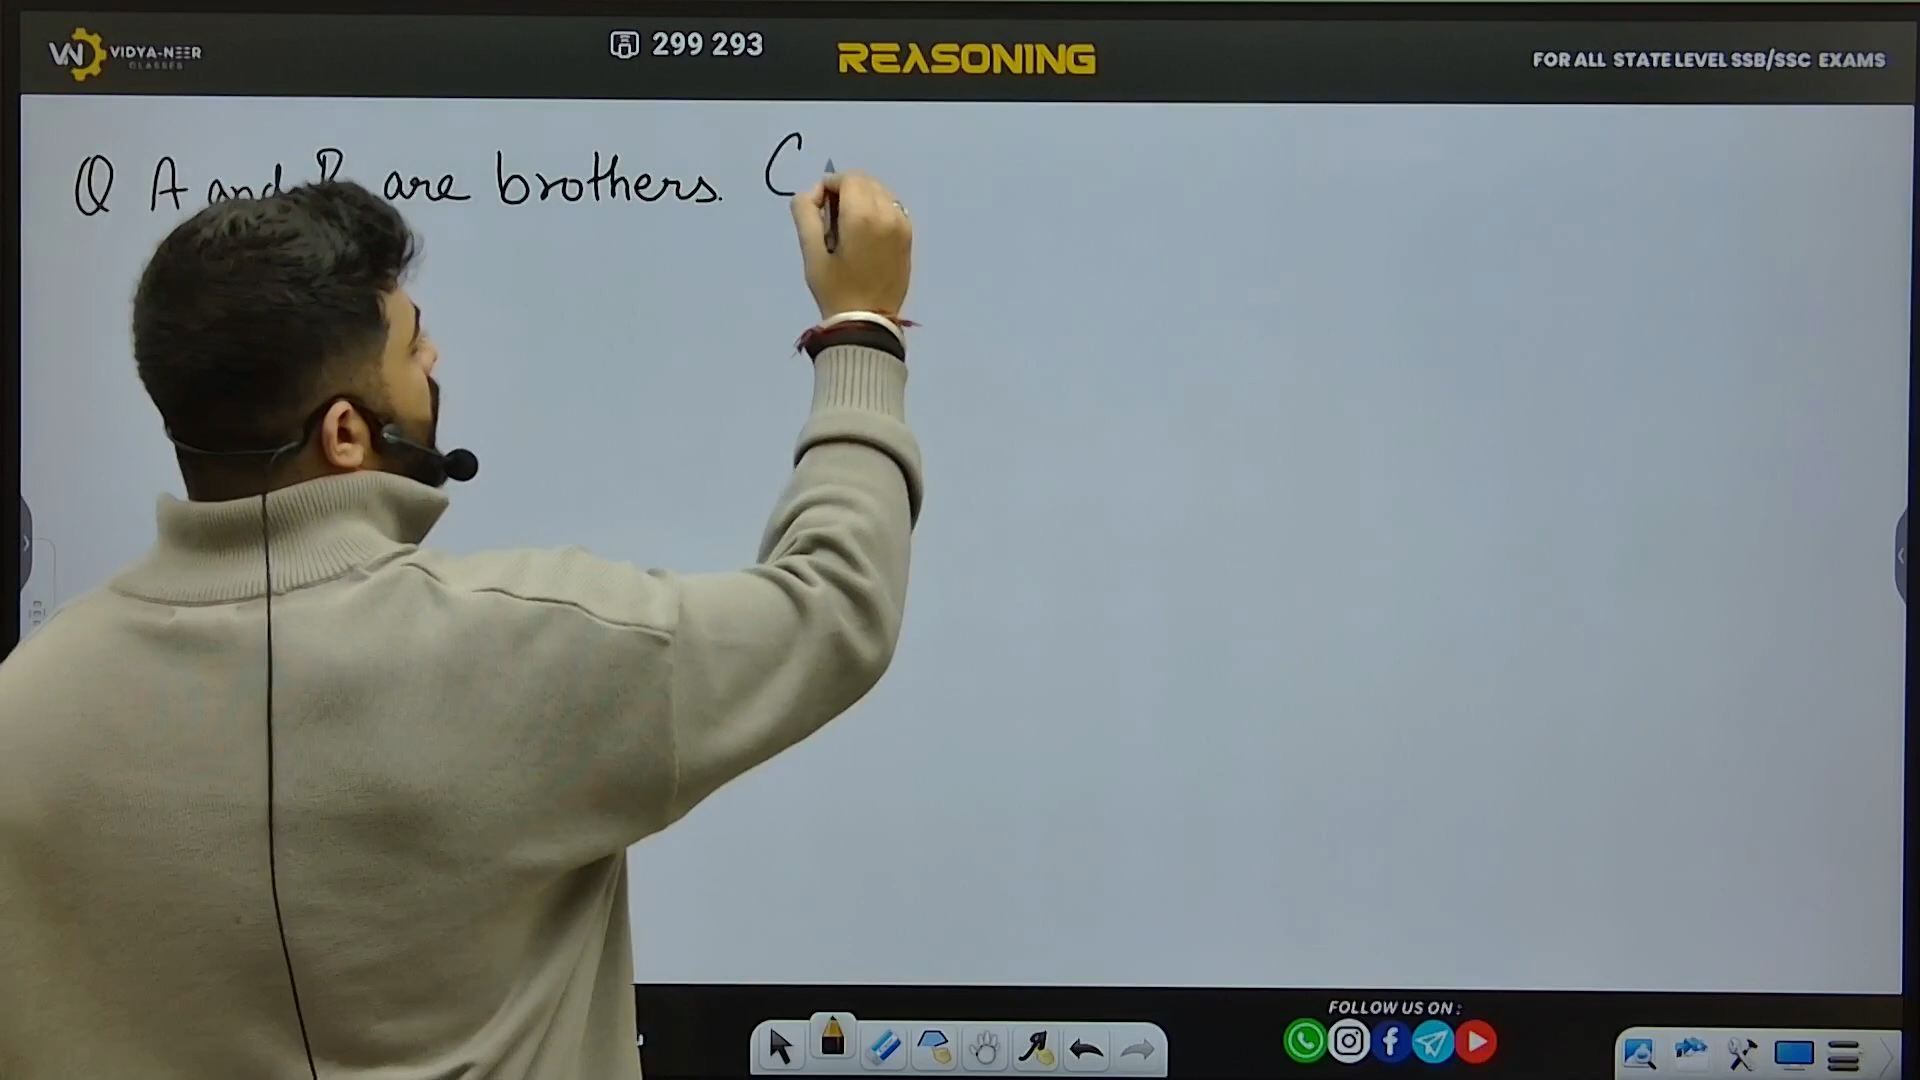 VN VIDYA-NEER CLASSES 299 293 REASONING FOR ALL STATE LEVEL SSB/SSC EXAMS
Q A and B are brothers. C
FOLLOW US ON :